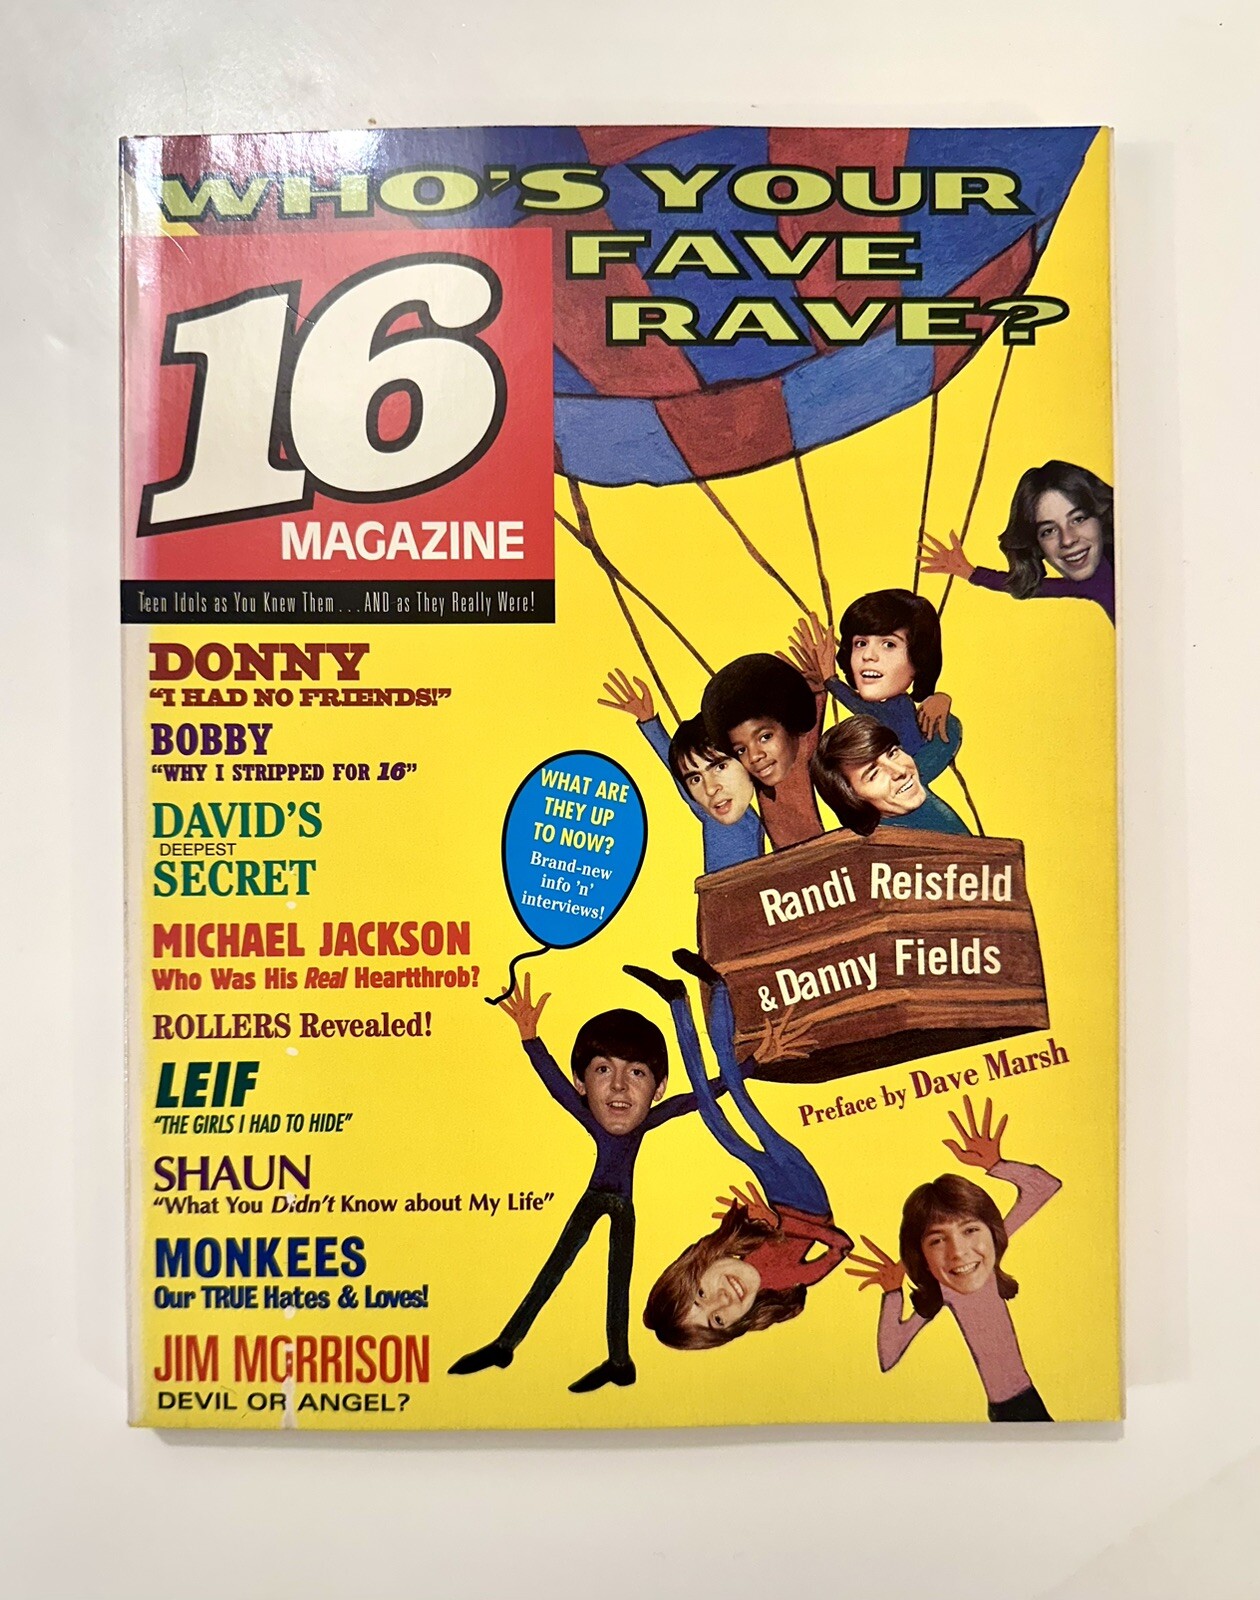 WHO'S YOUR
FAVE
RAVE?
16
MAGAZINE
Teen Idols as You Knew Them . . . AND as They Really Were!
DONNY
“I HAD NO FRIENDS!”
BOBBY
“WHY I STRIPPED FOR 16”
DAVID'S
DEEPEST
SECRET
MICHAEL JACKSON
Who Was His Real Heartthrob?
ROLLERS Revealed!
LEIF
“THE GIRLS I HAD TO HIDE”
SHAUN
“What You Didn't Know about My Life”
MONKEES
Our TRUE Hates & Loves!
JIM MORRISON
DEVIL OR ANGEL?
WHAT ARE
THEY UP
TO NOW?
Brand-new
info 'n'
interviews!
Randi Reisfeld
& Danny Fields
Preface by Dave Marsh